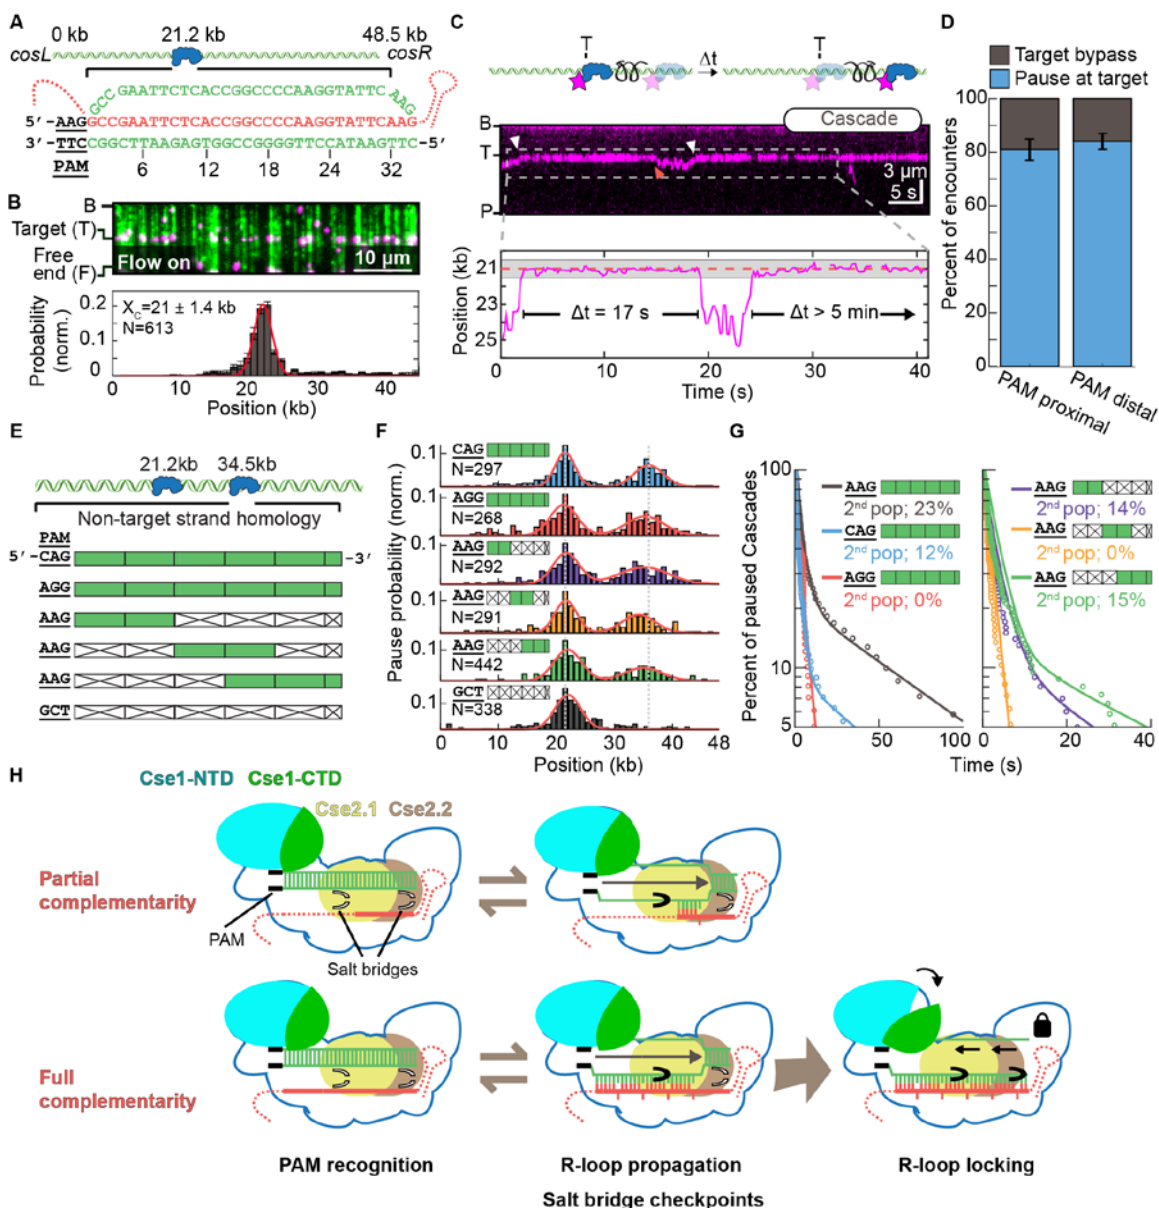 A
0 kb 21.2 kb 48.5 kb
cosL cosR
GCC GAATTCTCACCGGCCCCAAGGTATTC AAG
5′-AAGGCCGAATTCTCACCGGCCCCAAGGTATTCAAG
3′-TTCCGGCTTAAGAGTGGCCGGGGTTCCATAAGTTC-5′
PAM 6 12 18 26 32
B
B
Target (T)
Free end (F)
Flow on
10 µm
Probability (norm.)
0.2
0.1
0
X_C=21 ± 1.4 kb
N=613
0 10 20 30 40
Position (kb)
C
T Δt T
Cascade
B
T
P
3 µm
5 s
Position (kb)
21
23
25
Δt = 17 s Δt > 5 min
0 10 20 30 40
Time (s)
D
Target bypass
Pause at target
Percent of encounters
100
80
60
40
20
0
PAM proximal
PAM distal
E
21.2kb 34.5kb
Non-target strand homology
PAM
5′-CAG -3′
AGG
AAG
AAG
AAG
GCT
F
Pause probability (norm.)
0.1 CAG
N=297
0.1 AGG
N=268
0.1 AAG
N=292
0.1 AAG
N=291
0.1 AAG
N=442
0.1 GCT
N=338
0 10 20 30 40 48
Position (kb)
G
Percent of paused Cascades
100
10
5
AAG
2nd pop; 23%
CAG
2nd pop; 12%
AGG
2nd pop; 0%
0 50 100
100
10
5
AAG
2nd pop; 14%
AAG
2nd pop; 0%
AAG
2nd pop; 15%
0 20 40
Time (s)
H
Cse1-NTD Cse1-CTD
Cse2.1 Cse2.2
Partial complementarity
PAM
Salt bridges
Full complementarity
PAM recognition R-loop propagation R-loop locking
Salt bridge checkpoints